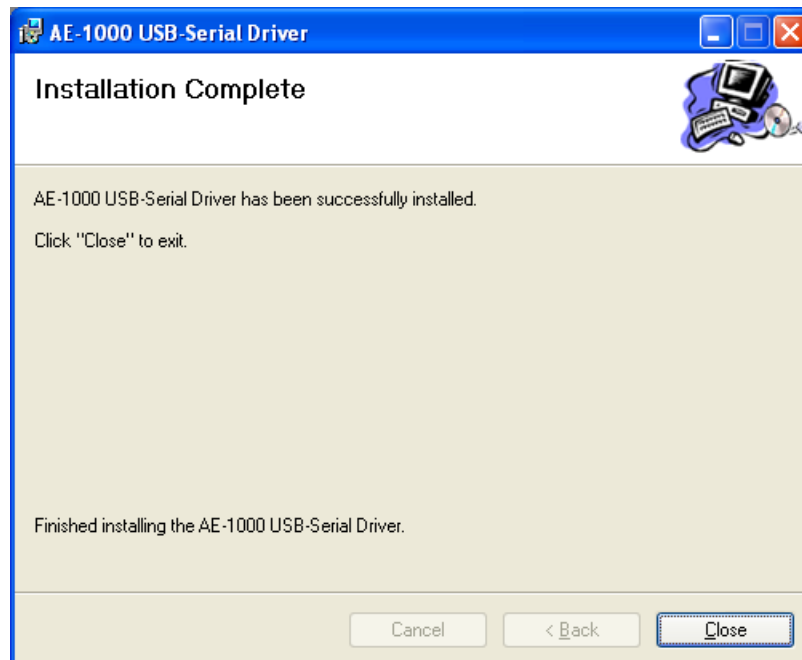 AE-1000 USB-Serial Driver
Installation Complete
AE-1000 USB-Serial Driver has been successfully installed.
Click "Close" to exit.
Finished installing the AE-1000 USB-Serial Driver.
Cancel < Back Close